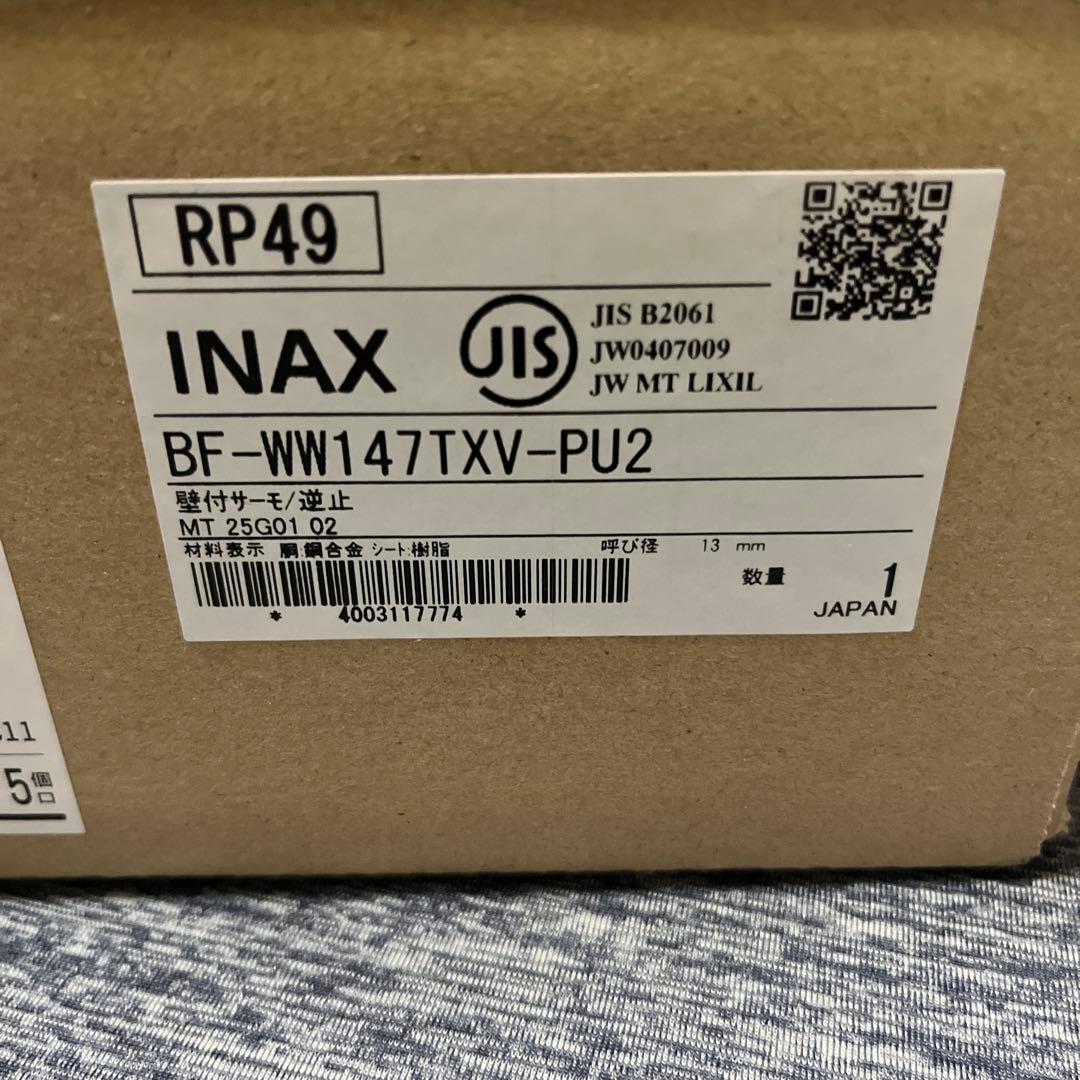 RP49
INAX
JIS
JIS B2061
JW0407009
JW MT LIXIL
BF-WW147TXV-PU2
壁付サーモ/逆止
MT 25G01 02
材料表示 胴:銅合金 シート:樹脂 呼び径 13 mm
数量 1
* 4003117774 *
JAPAN
11
5個口